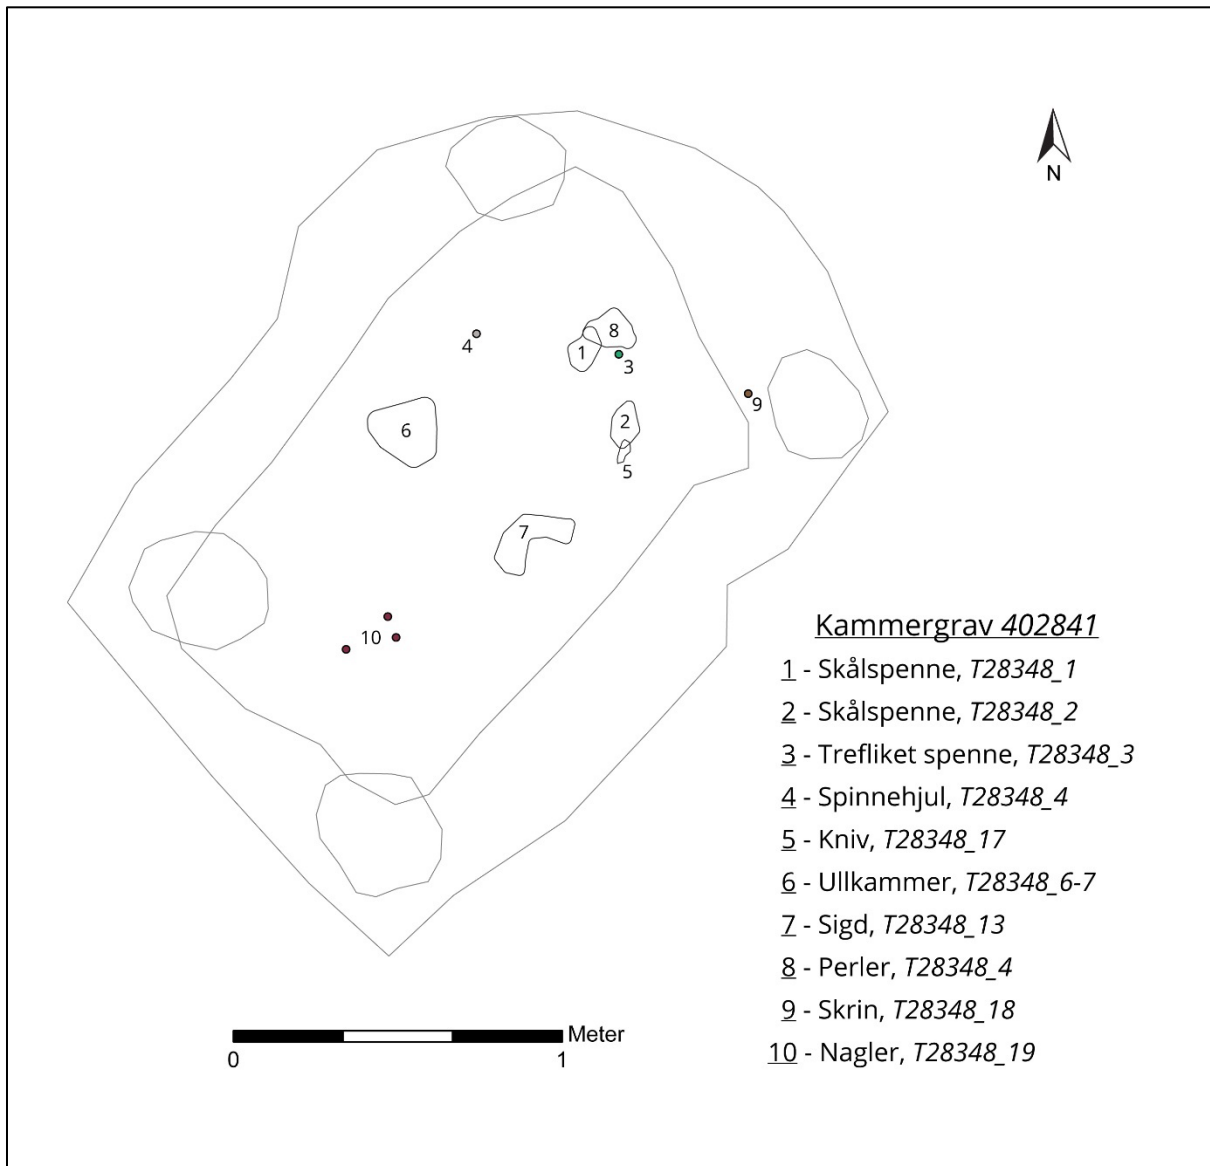 N
8
1
3
4
9
2
6
5
7
10
Kammergrav 402841
1 - Skålspenne, T28348_1
2 - Skålspenne, T28348_2
3 - Trefliket spenne, T28348_3
4 - Spinnehjul, T28348_4
5 - Kniv, T28348_17
6 - Ullkammer, T28348_6-7
7 - Sigd, T28348_13
8 - Perler, T28348_4
9 - Skrin, T28348_18
10 - Nagler, T28348_19
Meter
0 1